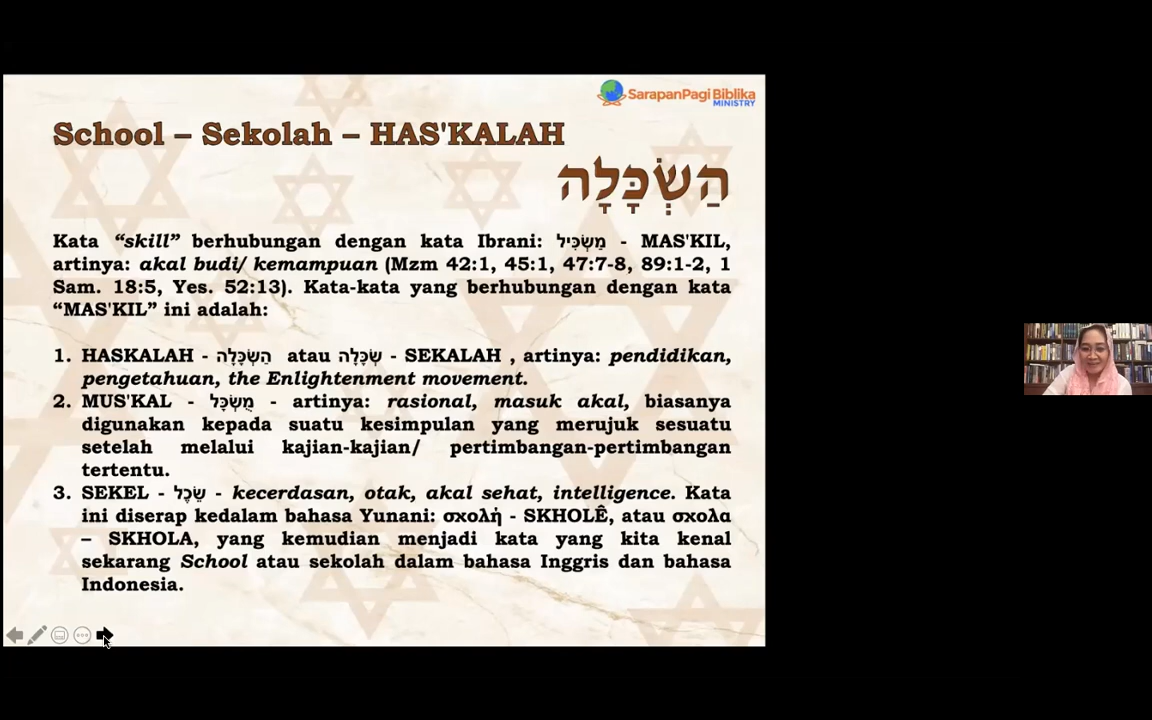 SarapanPagi Biblika
MINISTRY
School – Sekolah – HAS'KALAH
הַשְׂכָּלָה
Kata “skill” berhubungan dengan kata Ibrani: מַשְׂכִּיל - MAS'KIL,
artinya: akal budi/ kemampuan (Mzm 42:1, 45:1, 47:7-8, 89:1-2, 1
Sam. 18:5, Yes. 52:13). Kata-kata yang berhubungan dengan kata
“MAS'KIL” ini adalah:
1. HASKALAH - הַשְׂכָּלָה atau שְׂכָּלָה - SEKALAH , artinya: pendidikan,
pengetahuan, the Enlightenment movement.
2. MUS'KAL - מֻשְׂכָּל - artinya: rasional, masuk akal, biasanya
digunakan kepada suatu kesimpulan yang merujuk sesuatu
setelah melalui kajian-kajian/ pertimbangan-pertimbangan
tertentu.
3. SEKEL - שֵׂכֶל - kecerdasan, otak, akal sehat, intelligence. Kata
ini diserap kedalam bahasa Yunani: σχολή - SKHOLÊ, atau σχολα
– SKHOLA, yang kemudian menjadi kata yang kita kenal
sekarang School atau sekolah dalam bahasa Inggris dan bahasa
Indonesia.